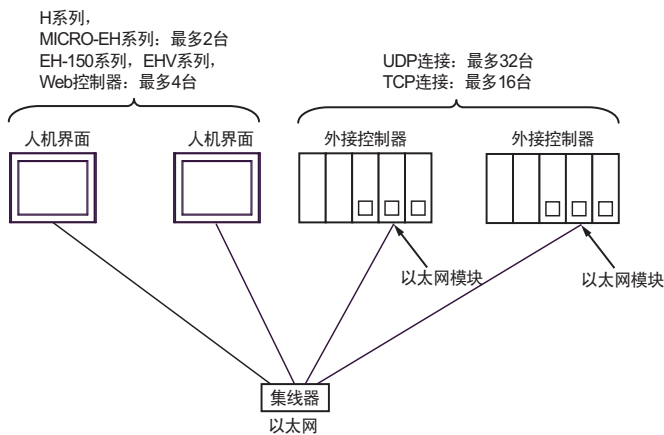 H系列，
MICRO-EH系列：最多2台
EH-150系列，EHV系列，
Web控制器：最多4台
UDP连接：最多32台
TCP连接：最多16台
人机界面
人机界面
外接控制器
外接控制器
以太网模块
以太网模块
集线器
以太网